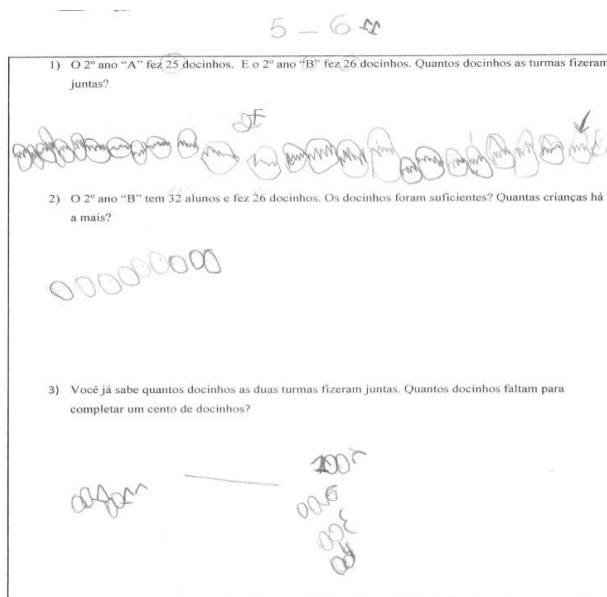 5 - 6
1) O 2º ano “A” fez 25 docinhos. E o 2º ano “B” fez 26 docinhos. Quantos docinhos as turmas fizeram
juntas?
2) O 2º ano “B” tem 32 alunos e fez 26 docinhos. Os docinhos foram suficientes? Quantas crianças há
a mais?
3) Você já sabe quantos docinhos as duas turmas fizeram juntas. Quantos docinhos faltam para
completar um cento de docinhos?